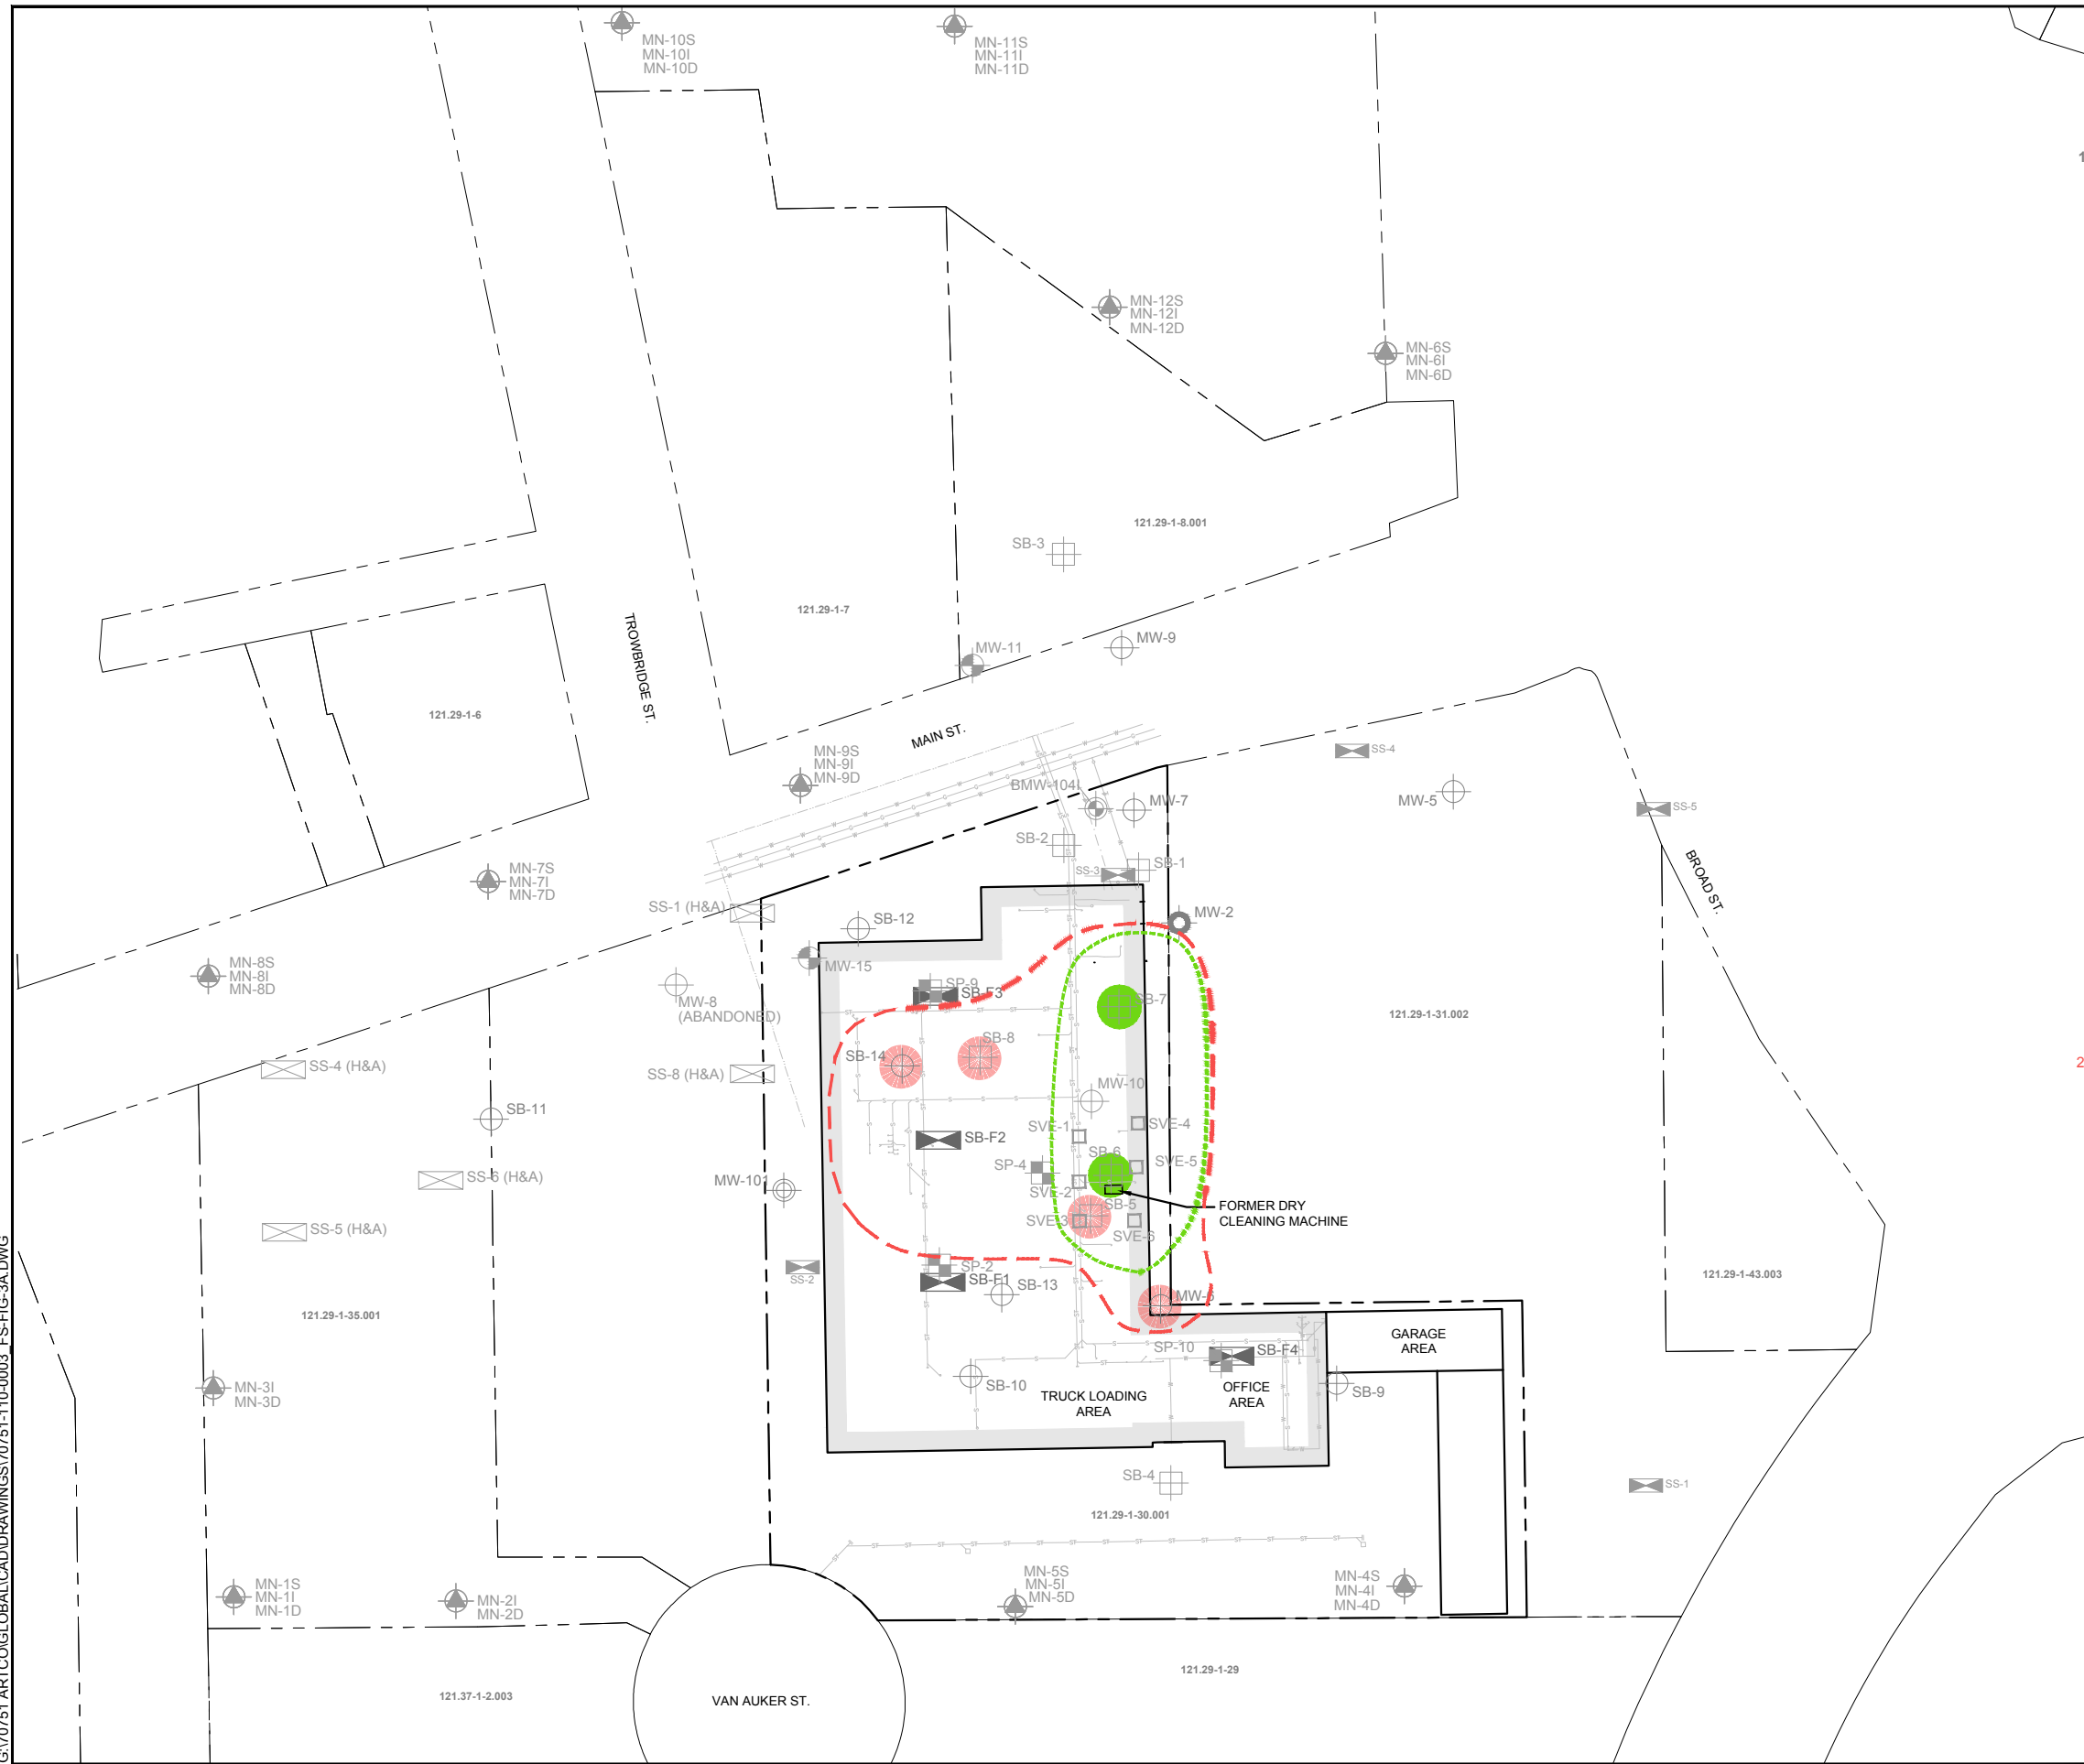 MN-10S
MN-10I
MN-10D
MN-11S
MN-11I
MN-11D
MN-12S
MN-12I
MN-12D
MN-6S
MN-6I
MN-6D
121.29-1-8.001
SB-3
121.29-1-7
TROWBRIDGE ST.
MW-9
MW-11
121.29-1-6
MAIN ST.
MN-9S
MN-9I
MN-9D
SS-4
BMW-104I
MW-7
MW-5
SS-5
SB-2
SB-1
SS-3
BROAD ST.
MN-7S
MN-7I
MN-7D
SS-1 (H&A)
SB-12
MW-2
MW-15
MN-8S
MN-8I
MN-8D
SP-9
SB-F3
SB-7
MW-8
(ABANDONED)
121.29-1-31.002
SB-8
SB-14
SS-4 (H&A)
SS-8 (H&A)
MW-10
SB-11
SVE-1
SVE-4
SB-F2
SB-6
SP-4
SVE-5
SS-6 (H&A)
MW-101
SVE-2
SB-5
FORMER DRY
CLEANING MACHINE
SVE-3
SVE-6
SS-5 (H&A)
SP-2
SS-2
SB-F1
SB-13
121.29-1-43.003
MW-6
121.29-1-35.001
GARAGE
AREA
SP-10
SB-F4
MN-3I
MN-3D
SB-10
TRUCK LOADING
AREA
OFFICE
AREA
SB-9
SB-4
SS-1
121.29-1-30.001
MN-1S
MN-1I
MN-1D
MN-2I
MN-2D
MN-5S
MN-5I
MN-5D
MN-4S
MN-4I
MN-4D
121.29-1-29
121.37-1-2.003
VAN AUKER ST.
G:\70751 ARTCO\GLOBAL\CAD\DRAWINGS\70751-110-0003_FS-FIG-3A.DWG